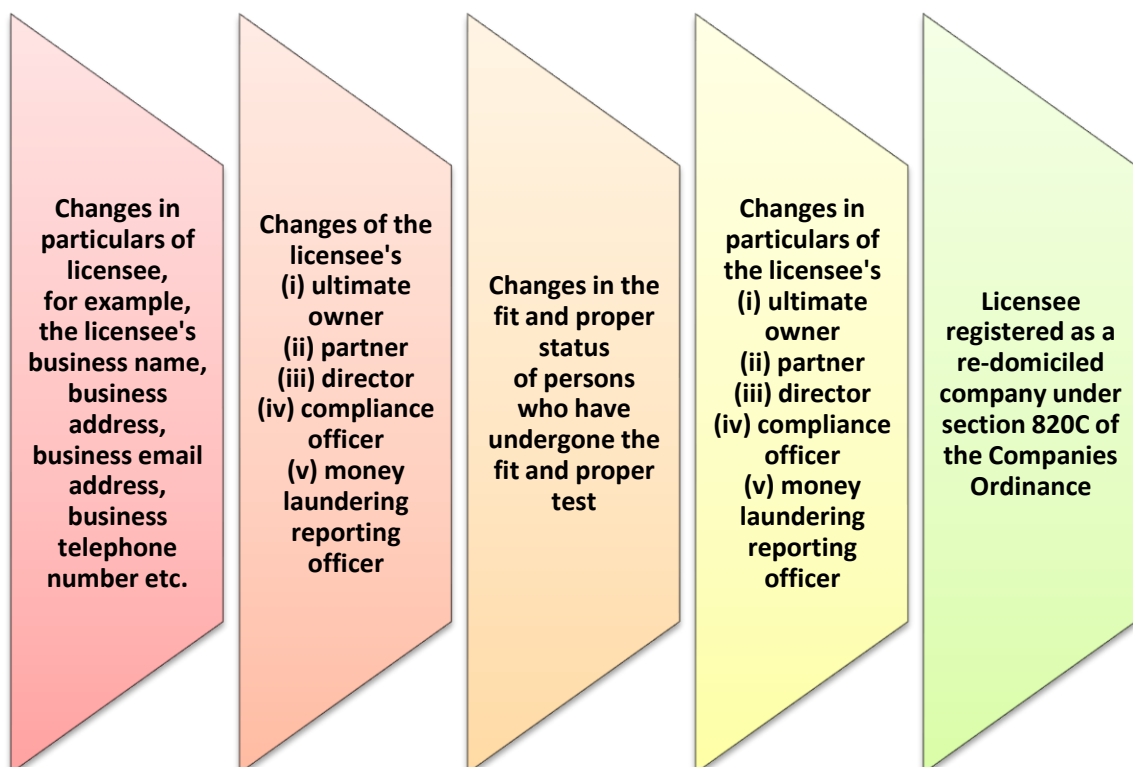 Changes in
particulars of
licensee,
for example,
the licensee's
business name,
business
address,
business email
address,
business
telephone
number etc.
Changes of the
licensee's
(i) ultimate
owner
(ii) partner
(iii) director
(iv) compliance
officer
(v) money
laundering
reporting
officer
Changes in the
fit and proper
status
of persons
who have
undergone the
fit and proper
test
Changes in
particulars of
the licensee's
(i) ultimate
owner
(ii) partner
(iii) director
(iv) compliance
officer
(v) money
laundering
reporting
officer
Licensee
registered as a
re-domiciled
company under
section 820C of
the Companies
Ordinance